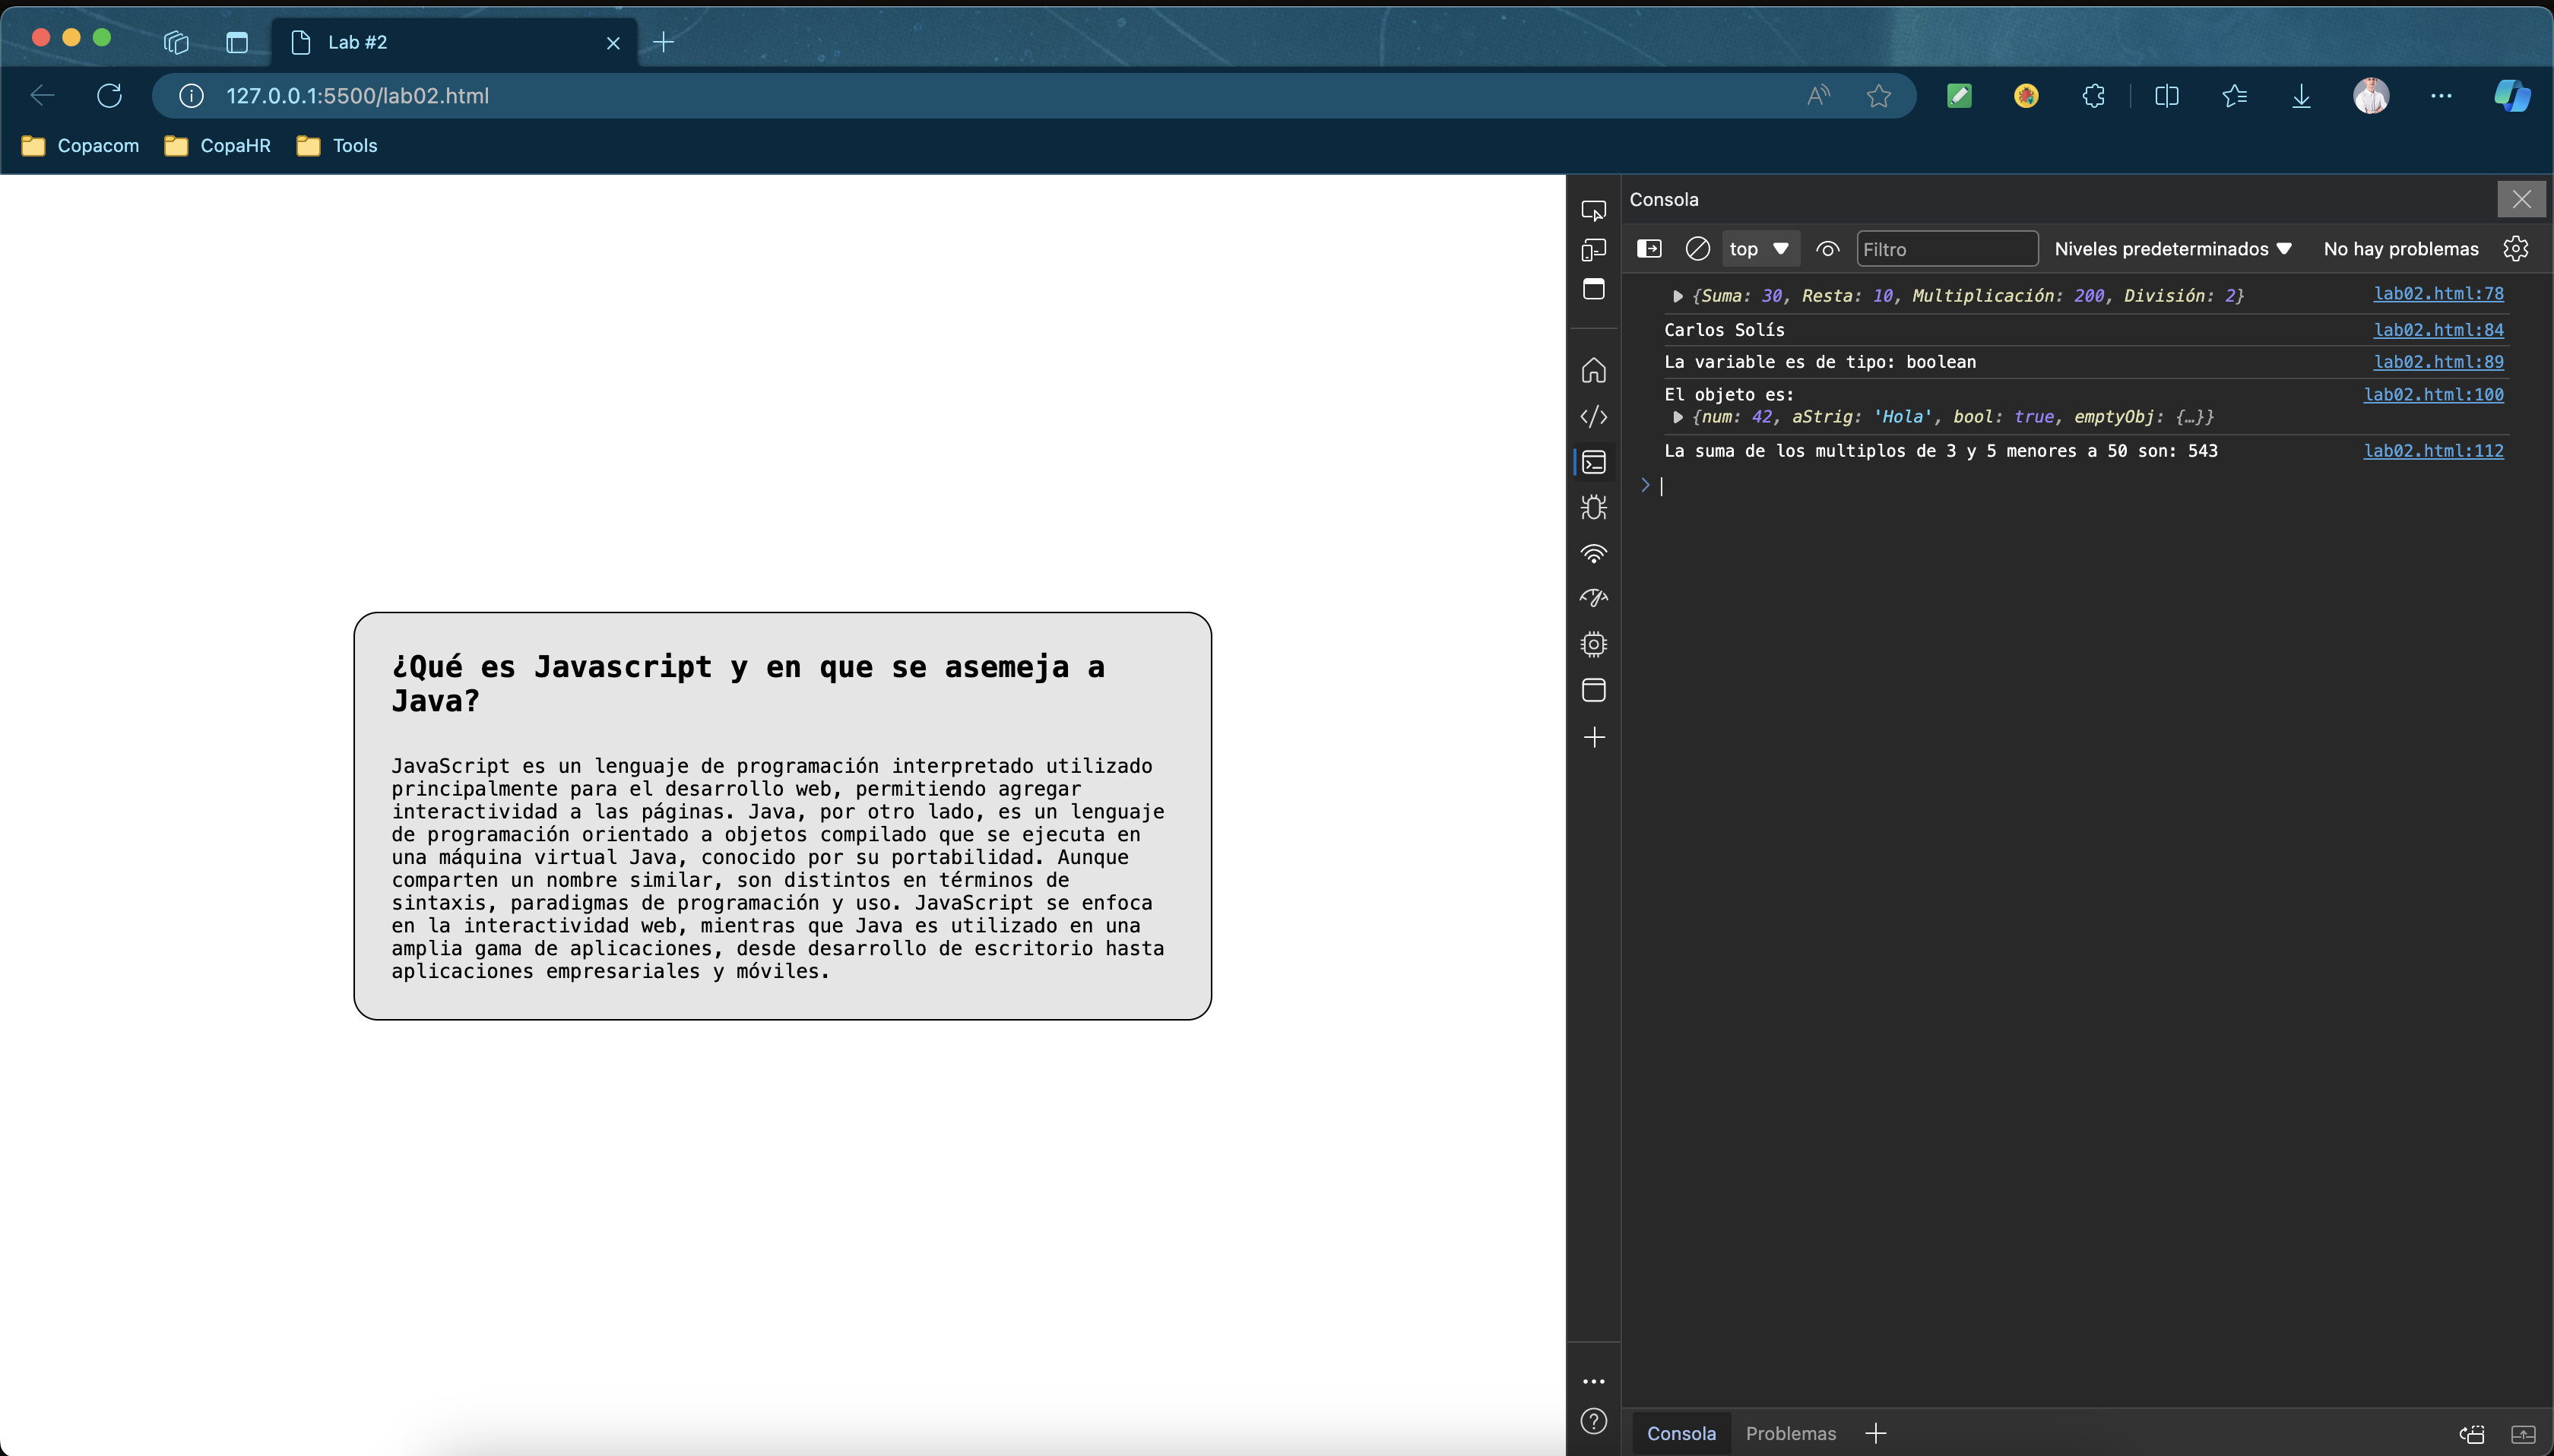 Lab #2
127.0.0.1:5500/lab02.html
Copacom CopaHR Tools
¿Qué es Javascript y en que se asemeja a
Java?
JavaScript es un lenguaje de programación interpretado utilizado
principalmente para el desarrollo web, permitiendo agregar
interactividad a las páginas. Java, por otro lado, es un lenguaje
de programación orientado a objetos compilado que se ejecuta en
una máquina virtual Java, conocido por su portabilidad. Aunque
comparten un nombre similar, son distintos en términos de
sintaxis, paradigmas de programación y uso. JavaScript se enfoca
en la interactividad web, mientras que Java es utilizado en una
amplia gama de aplicaciones, desde desarrollo de escritorio hasta
aplicaciones empresariales y móviles.
Consola
top Filtro Niveles predeterminados No hay problemas
{Suma: 30, Resta: 10, Multiplicación: 200, División: 2} lab02.html:78
Carlos Solís lab02.html:84
La variable es de tipo: boolean lab02.html:89
El objeto es: lab02.html:100
{num: 42, aStrig: 'Hola', bool: true, emptyObj: {…}}
La suma de los multiplos de 3 y 5 menores a 50 son: 543 lab02.html:112
Consola Problemas